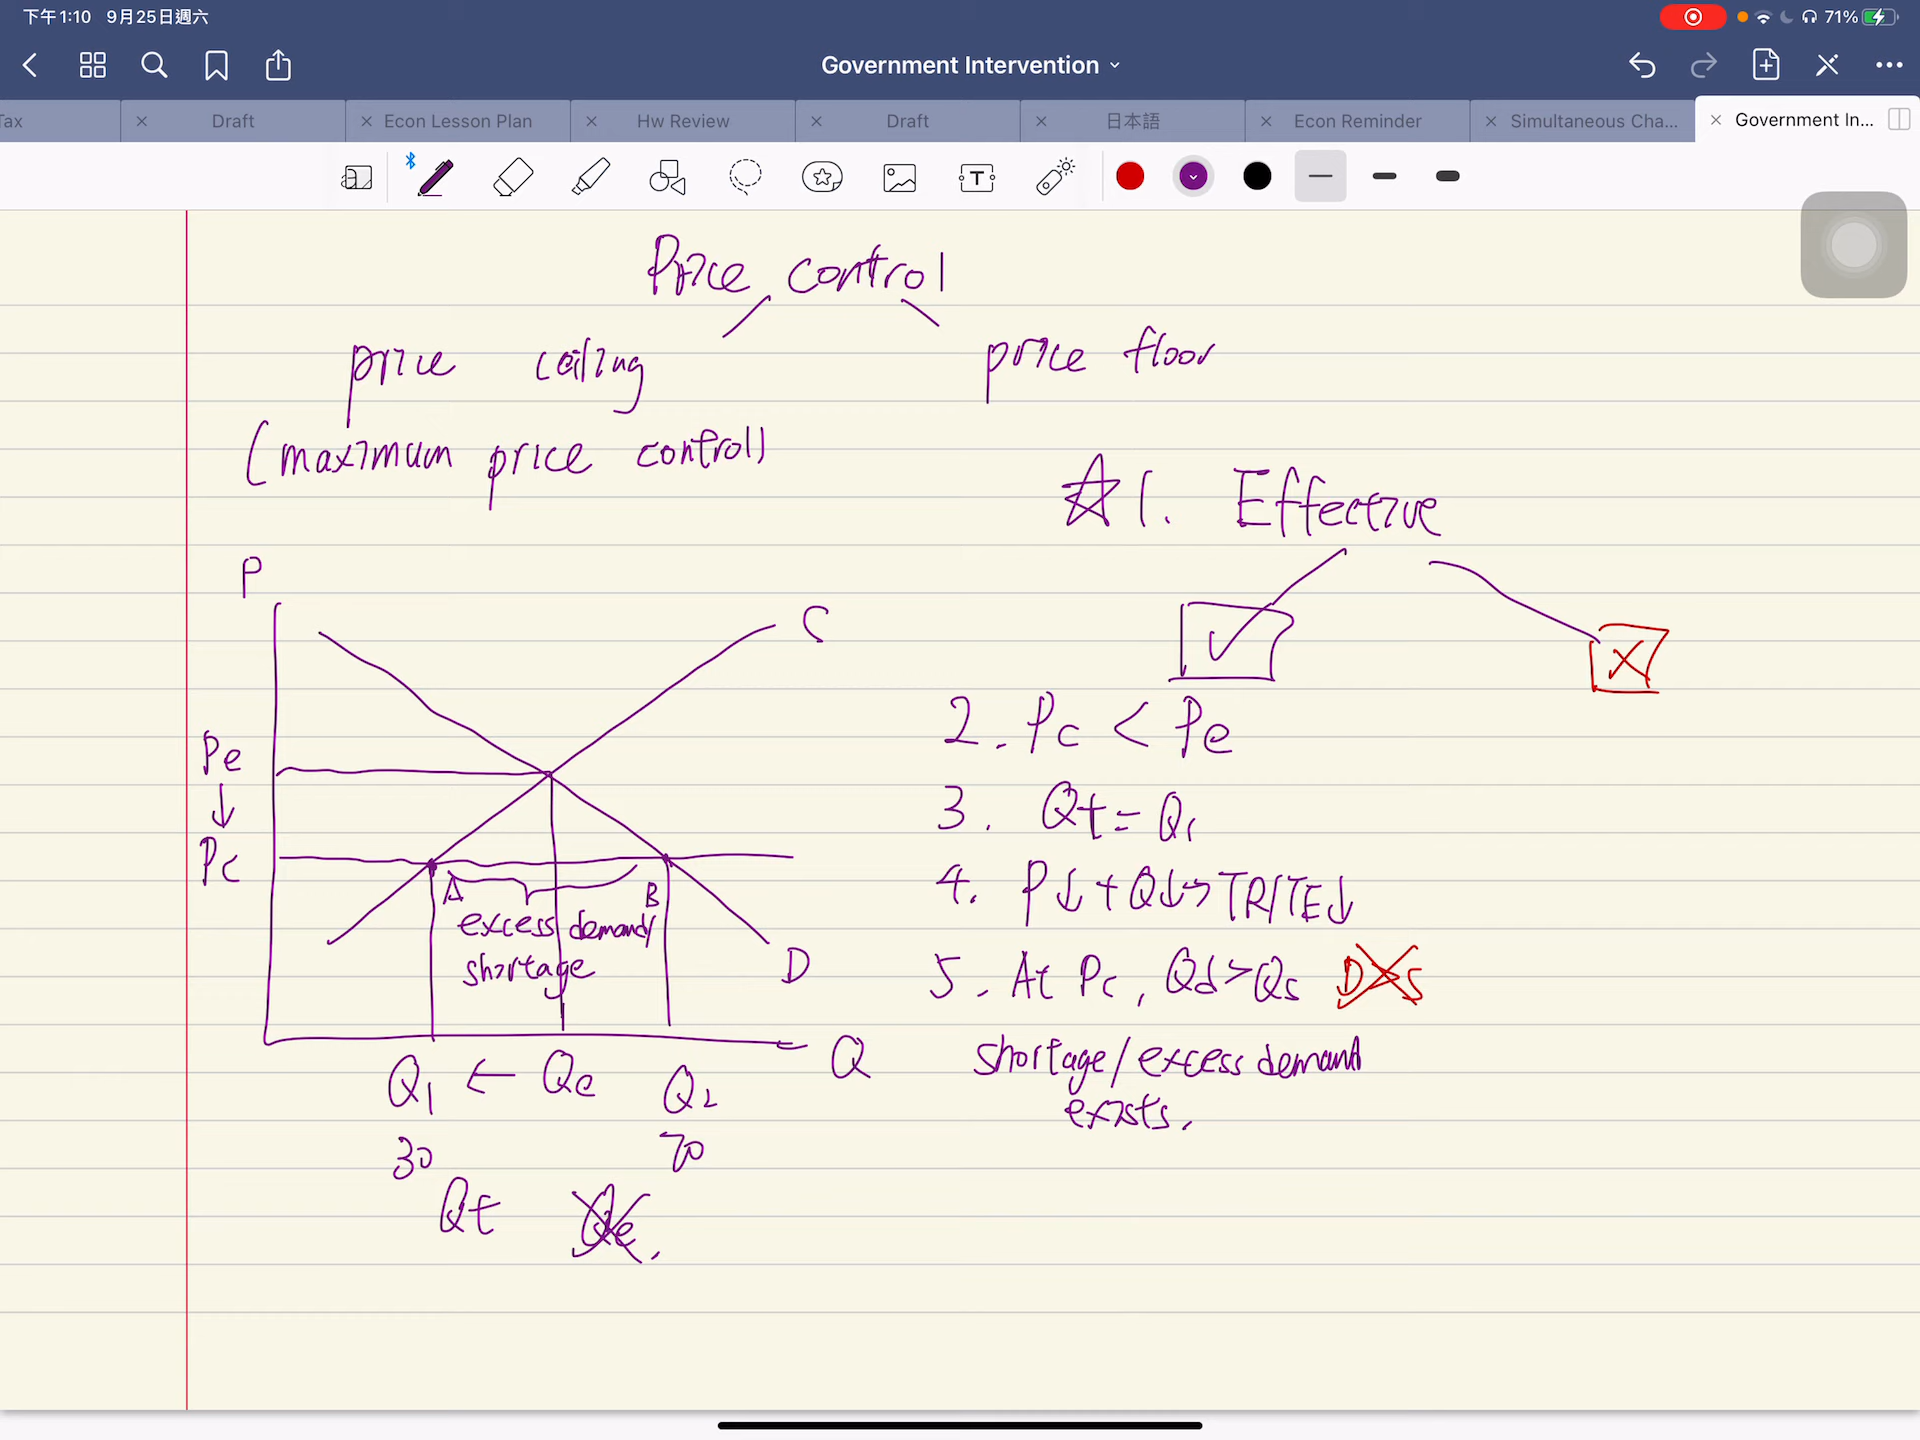 下午1:10 9月25日週六
71%
Government Intervention
Tax
Draft
Econ Lesson Plan
Hw Review
Draft
日本語
Econ Reminder
Simultaneous Cha...
Government In...
Price control
price ceiling
price floor
(maximum price control)
☆1. Effective
P
S
Pe
↓
Pc
A
B
excess demand/
shortage
D
Q
Q1 ← Qe Q2
30 70
Qt Qe.
2. Pc < Pe
3. Qt = Q1
4. P↓ + Q↓ → TR/TE↓
5. At Pc, Qd > Qs D>S
shortage/excess demand
exists.